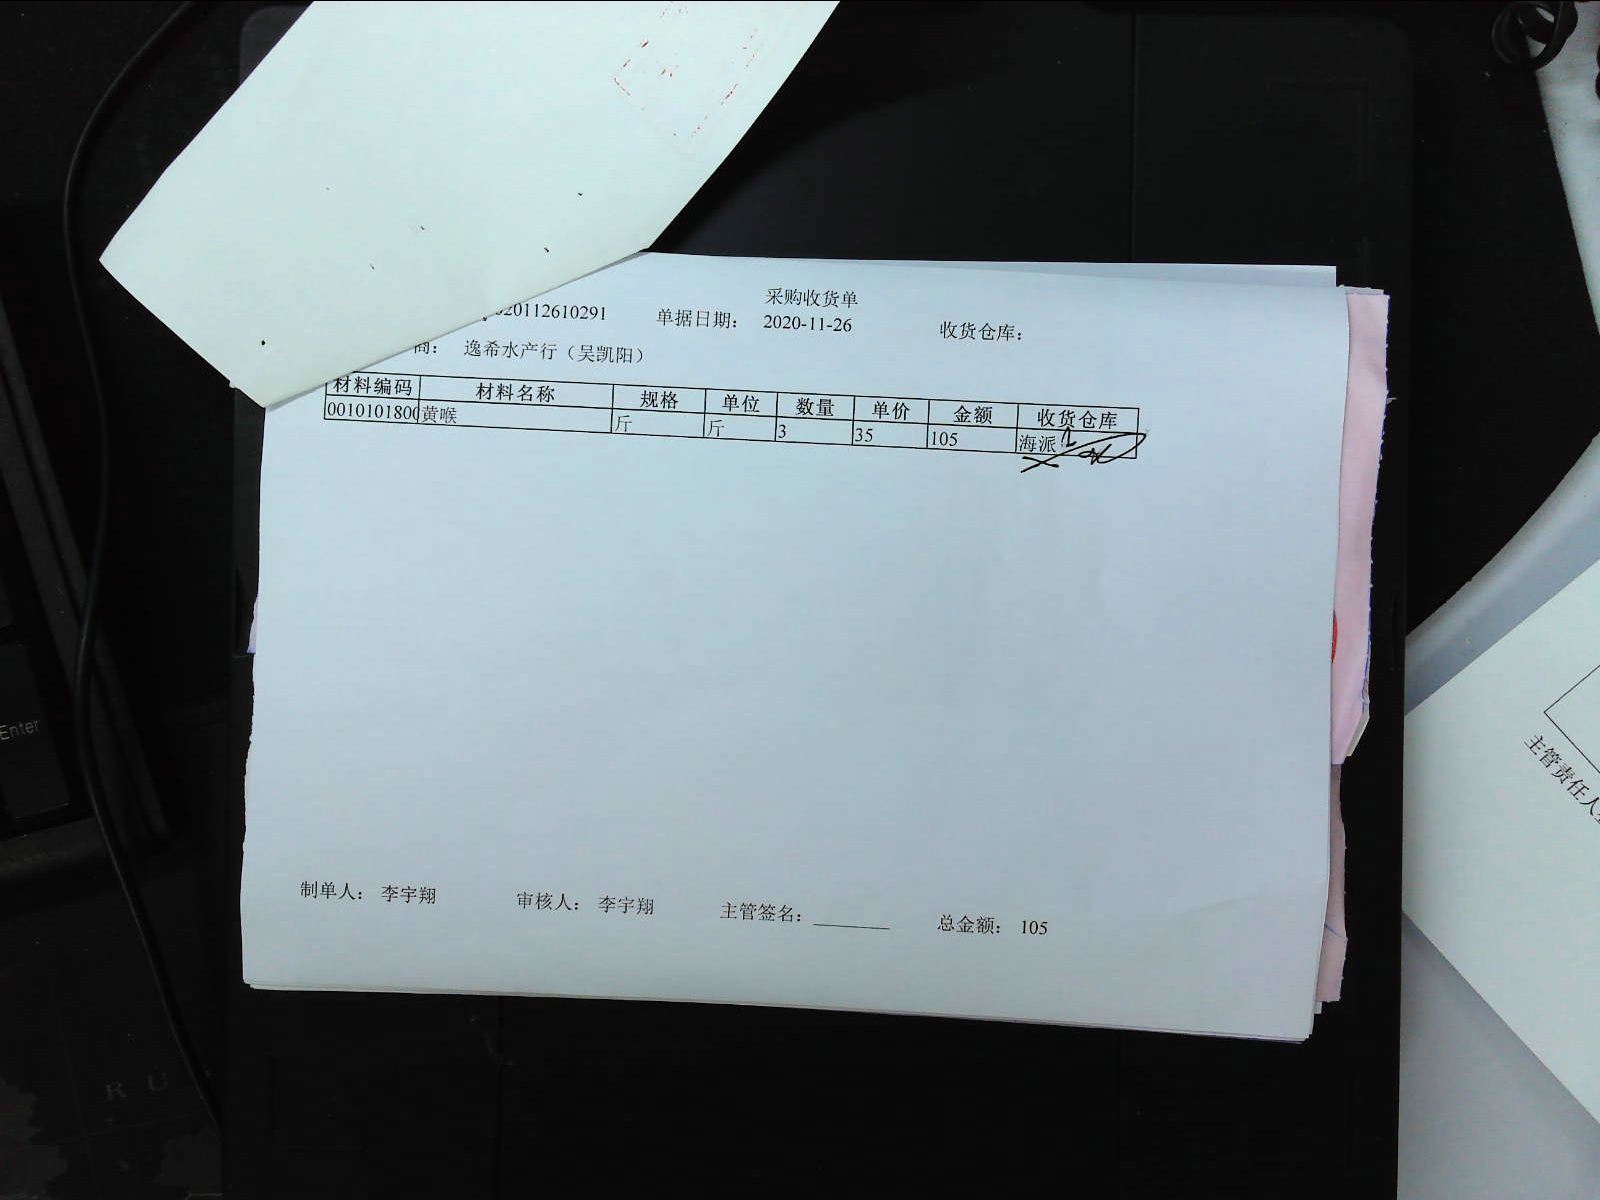 采购收货单
020112610291 单据日期： 2020-11-26 收货仓库：
商： 逸希水产行（吴凯阳）
材料编码 材料名称 规格 单位 数量 单价 金额 收货仓库
0010101800 黄喉 斤 斤 3 35 105 海派
制单人： 李宇翔 审核人： 李宇翔 主管签名： 总金额： 105
主管责任人
Enter
R U